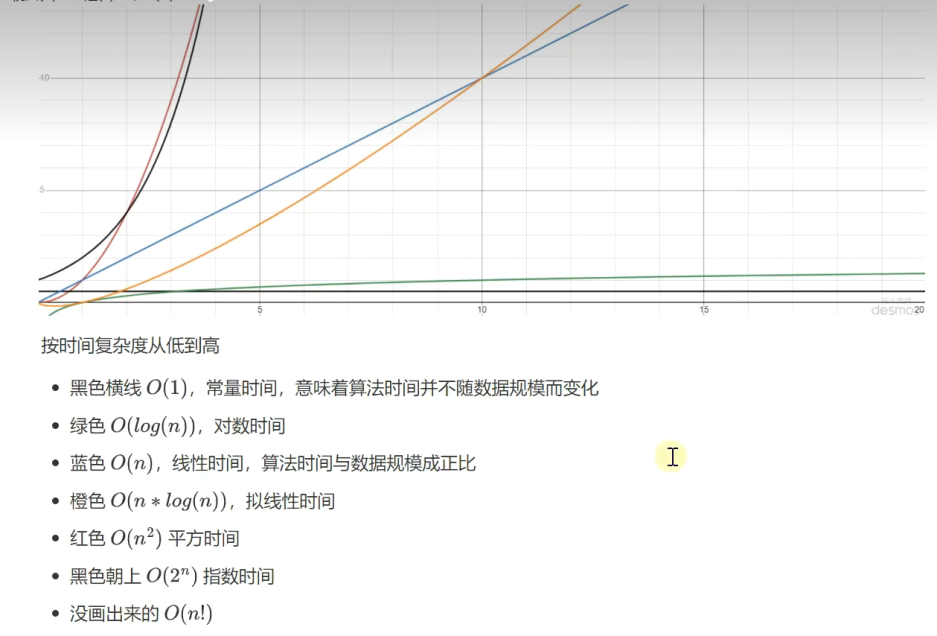 10
5
5
10
15
20
desmos
按时间复杂度从低到高
黑色横线 O(1)，常量时间，意味着算法时间并不随数据规模而变化
绿色 O(log(n))，对数时间
蓝色 O(n)，线性时间，算法时间与数据规模成正比
橙色 O(n ∗ log(n))，拟线性时间
红色 O(n²) 平方时间
黑色朝上 O(2ⁿ) 指数时间
没画出来的 O(n!)